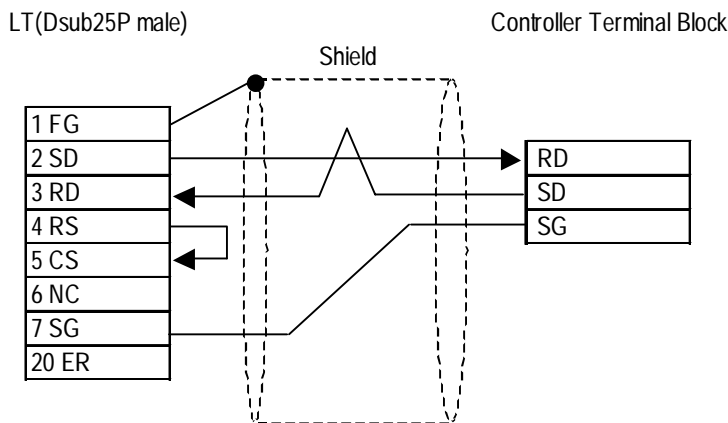 LT(Dsub25P male)
Controller Terminal Block
Shield
1 FG
2 SD
3 RD
4 RS
5 CS
6 NC
7 SG
20 ER
RD
SD
SG